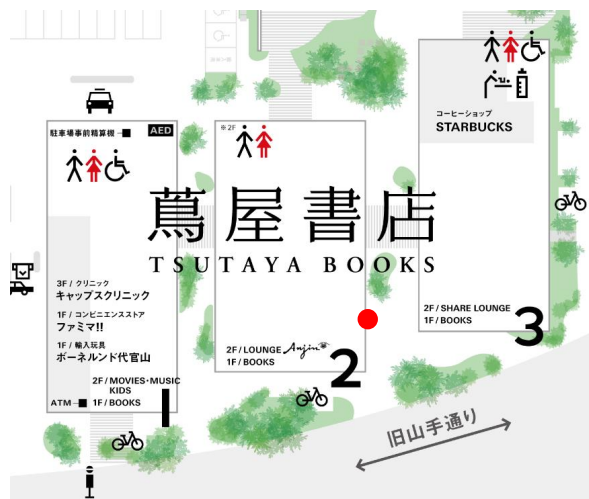 駐車場事前精算機→
AED
※2F
コーヒーショップ
STARBUCKS
蔦屋書店
TSUTAYA BOOKS
3F / クリニック
キャップスクリニック
1F / コンビニエンスストア
ファミマ!!
1F / 輸入玩具
ボーネルンド代官山
2F / MOVIES・MUSIC
KIDS
ATM→
1F / BOOKS
1
2F / LOUNGE Anjin
1F / BOOKS
2
2F / SHARE LOUNGE
1F / BOOKS
3
旧山手通り